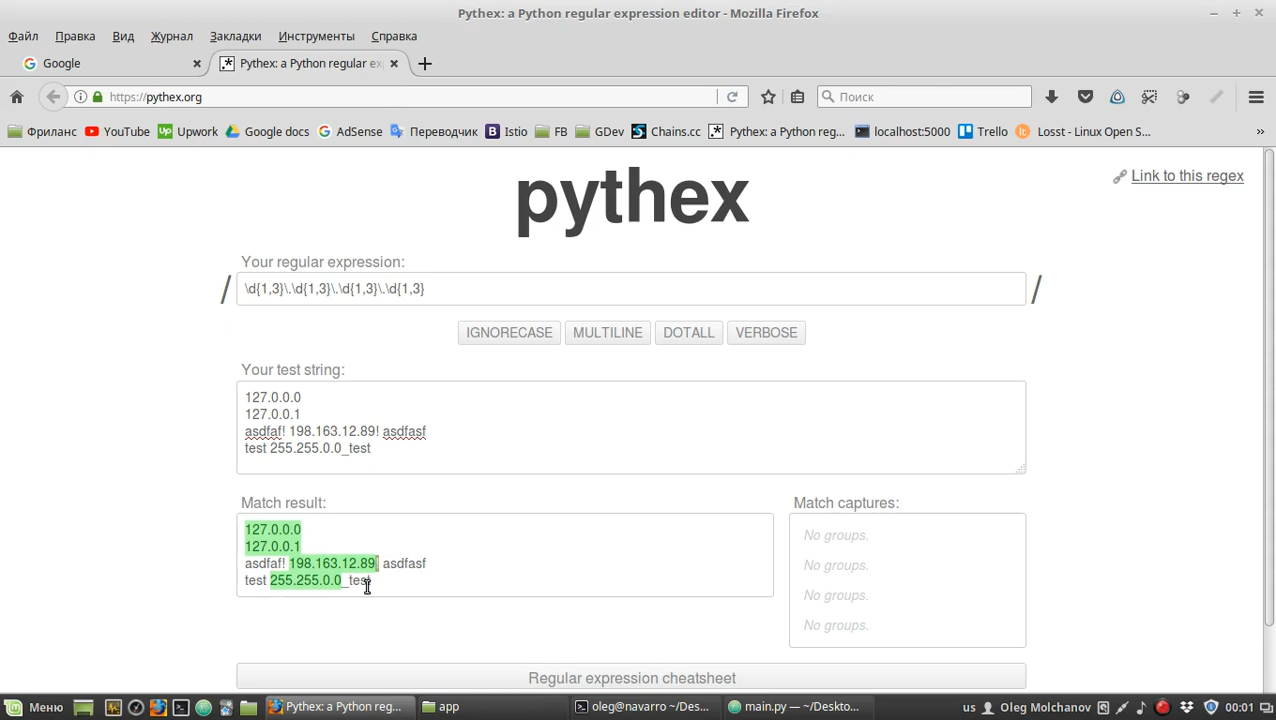 Pythex: a Python regular expression editor - Mozilla Firefox
Файл Правка Вид Журнал Закладки Инструменты Справка
Google Pythex: a Python regular ex
https://pythex.org Поиск
Фриланс YouTube Upwork Google docs AdSense Переводчик Istio FB GDev Chains.cc Pythex: a Python reg... localhost:5000 Trello Losst - Linux Open S... »
pythex
Link to this regex
Your regular expression:
/ \d{1,3}\.\d{1,3}\.\d{1,3}\.\d{1,3} /
IGNORECASE MULTILINE DOTALL VERBOSE
Your test string:
127.0.0.0
127.0.0.1
asdfaf! 198.163.12.89! asdfasf
test 255.255.0.0_test
Match result: Match captures:
127.0.0.0
127.0.0.1
asdfaf! 198.163.12.89! asdfasf
test 255.255.0.0_test
No groups.
No groups.
No groups.
No groups.
Regular expression cheatsheet
Меню Pythex: a Python reg... app oleg@navarro ~/Des... main.py — ~/Deskto... us Oleg Molchanov 00:01